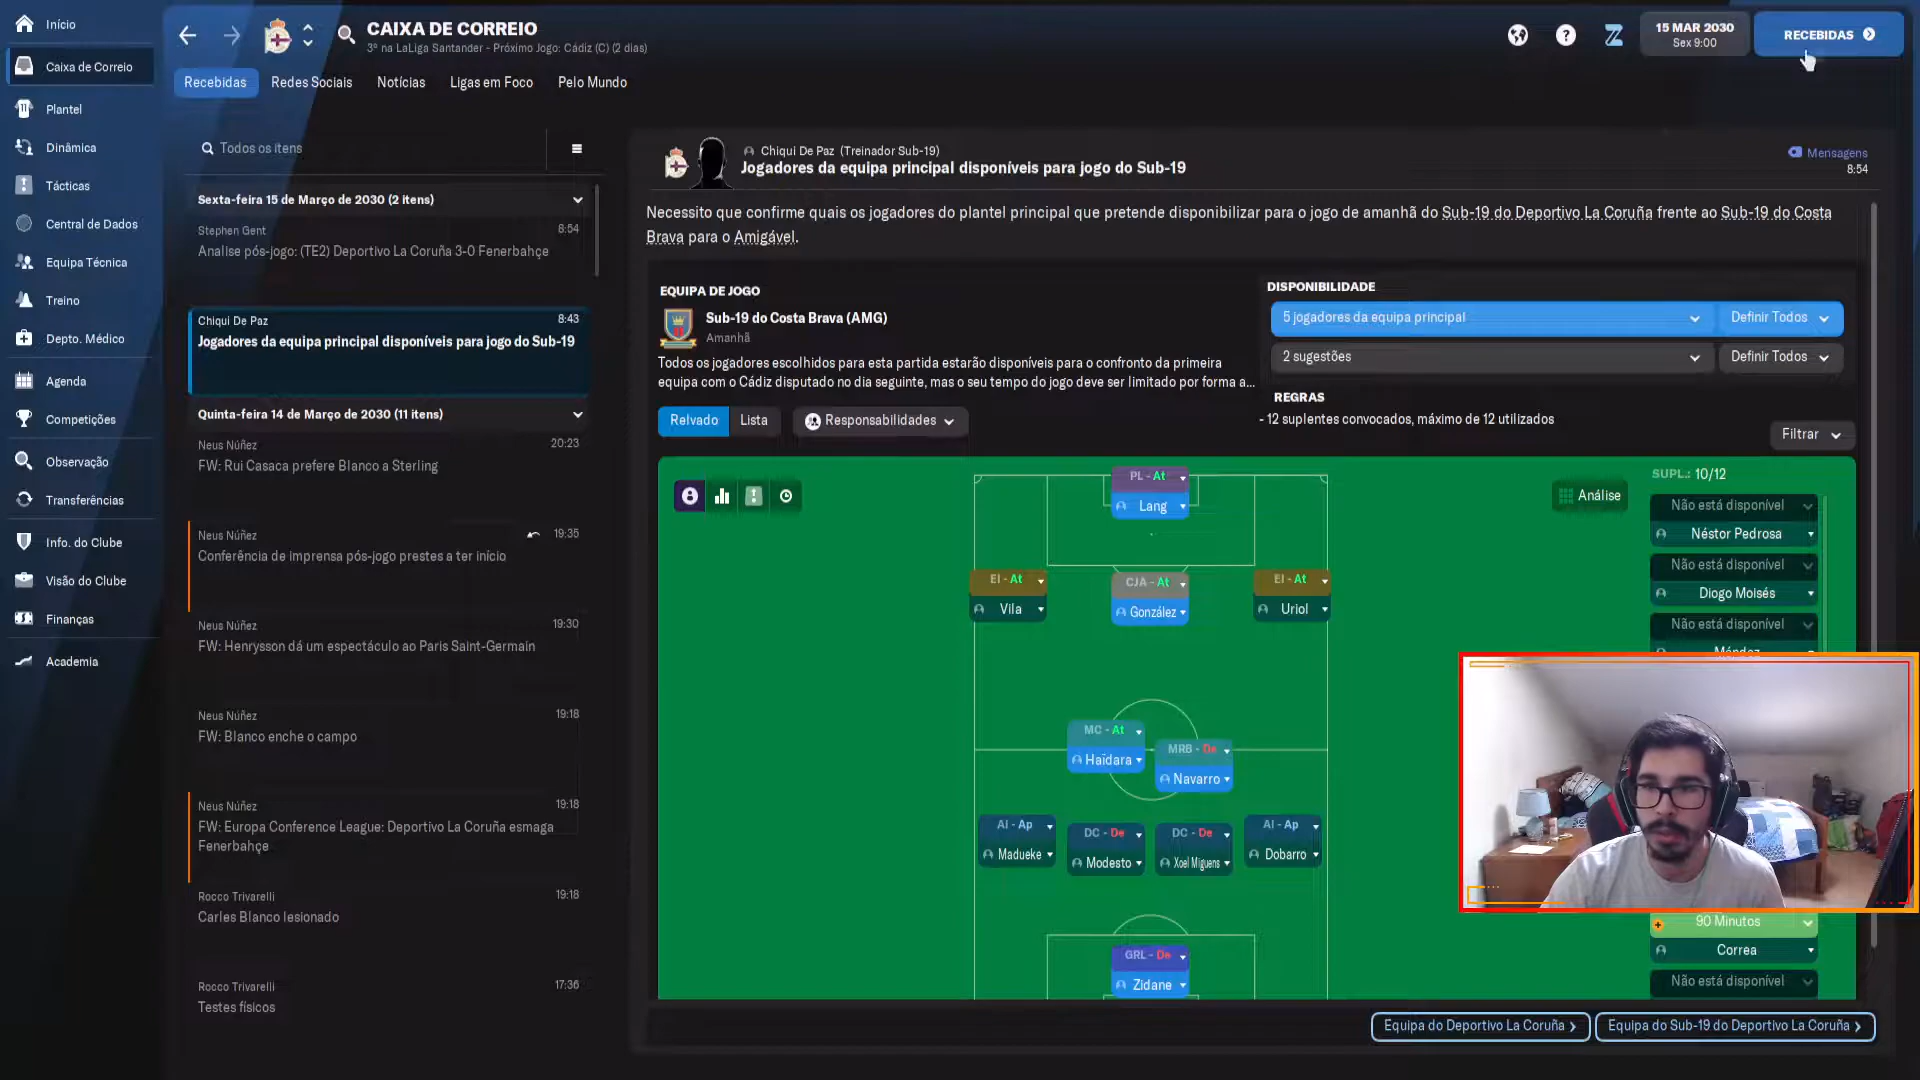 Início
Caixa de Correio
Plantel
Dinâmica
Tácticas
Central de Dados
Equipa Técnica
Treino
Depto. Médico
Agenda
Competições
Observação
Transferências
Info. do Clube
Visão do Clube
Finanças
Academia
CAIXA DE CORREIO
3º na LaLiga Santander - Próximo Jogo: Cádiz (C) (2 dias)
15 MAR 2030
Sex 9:00
RECEBIDAS
Recebidas
Redes Sociais
Notícias
Ligas em Foco
Pelo Mundo
Todos os itens
Sexta-feira 15 de Março de 2030 (2 itens)
Stephen Gent
8:54
Analise pós-jogo: (TE2) Deportivo La Coruña 3-0 Fenerbahçe
Chiqui De Paz
8:43
Jogadores da equipa principal disponíveis para jogo do Sub-19
Quinta-feira 14 de Março de 2030 (11 itens)
Neus Núñez
20:23
FW: Rui Casaca prefere Blanco a Sterling
Neus Núñez
19:35
Conferência de imprensa pós-jogo prestes a ter início
Neus Núñez
19:30
FW: Henrysson dá um espectáculo ao Paris Saint-Germain
Neus Núñez
19:18
FW: Blanco enche o campo
Neus Núñez
19:18
FW: Europa Conference League: Deportivo La Coruña esmaga
Fenerbahçe
Rocco Trivarelli
19:18
Carles Blanco lesionado
Rocco Trivarelli
17:36
Testes físicos
Chiqui De Paz (Treinador Sub-19)
Jogadores da equipa principal disponíveis para jogo do Sub-19
Mensagens
8:54
Necessito que confirme quais os jogadores do plantel principal que pretende disponibilizar para o jogo de amanhã do Sub-19 do Deportivo La Coruña frente ao Sub-19 do Costa
Brava para o Amigável.
EQUIPA DE JOGO
Sub-19 do Costa Brava (AMG)
Amanhã
Todos os jogadores escolhidos para esta partida estarão disponíveis para o confronto da primeira
equipa com o Cádiz disputado no dia seguinte, mas o seu tempo do jogo deve ser limitado por forma a...
DISPONIBILIDADE
5 jogadores da equipa principal
Definir Todos
2 sugestões
Definir Todos
REGRAS
- 12 suplentes convocados, máximo de 12 utilizados
Relvado
Lista
Responsabilidades
Filtrar
Análise
PL - At
Lang
EI - At
Vila
CJA - At
González
EI - At
Uriol
MC - At
Haïdara
MRB - De
Navarro
AI - Ap
Madueke
DC - De
Modesto
DC - De
Xoel Miguens
AI - Ap
Dobarro
GRL - De
Zidane
SUPL.: 10/12
Não está disponível
Néstor Pedrosa
Não está disponível
Diogo Moisés
Não está disponível
90 Minutos
Correa
Não está disponível
Equipa do Deportivo La Coruña
Equipa do Sub-19 do Deportivo La Coruña